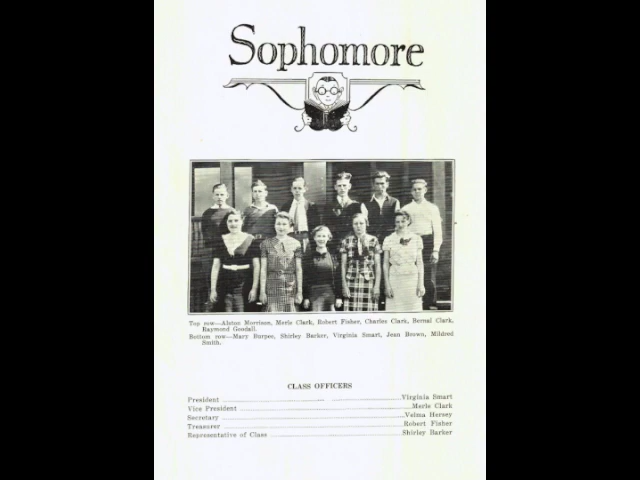 Sophomore
Top row—Alston Morrison, Merle Clark, Robert Fisher, Charles Clark, Bernal Clark,
Raymond Goodall.
Bottom row—Mary Burpee, Shirley Barker, Virginia Smart, Jean Brown, Mildred
Smith.
CLASS OFFICERS
President ........ Virginia Smart
Vice President ........ Merle Clark
Secretary ........ Velma Hersey
Treasurer ........ Robert Fisher
Representative of Class ........ Shirley Barker